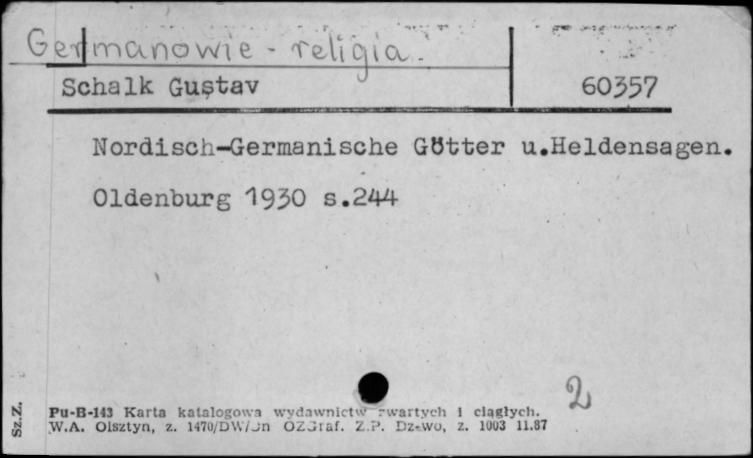 Germanowie - religia.
Schalk Gustav 60357
Nordisch-Germanische Götter u.Heldensagen.
Oldenburg 1930 s.244
2
Sz.Z.
Pu-B-143 Karta katalogowa wydawnictw zwartych i ciągłych.
W.A. Olsztyn, z. 1470/DW/Jn OZGraf. Z.P. Dz-wo, z. 1003 11.87